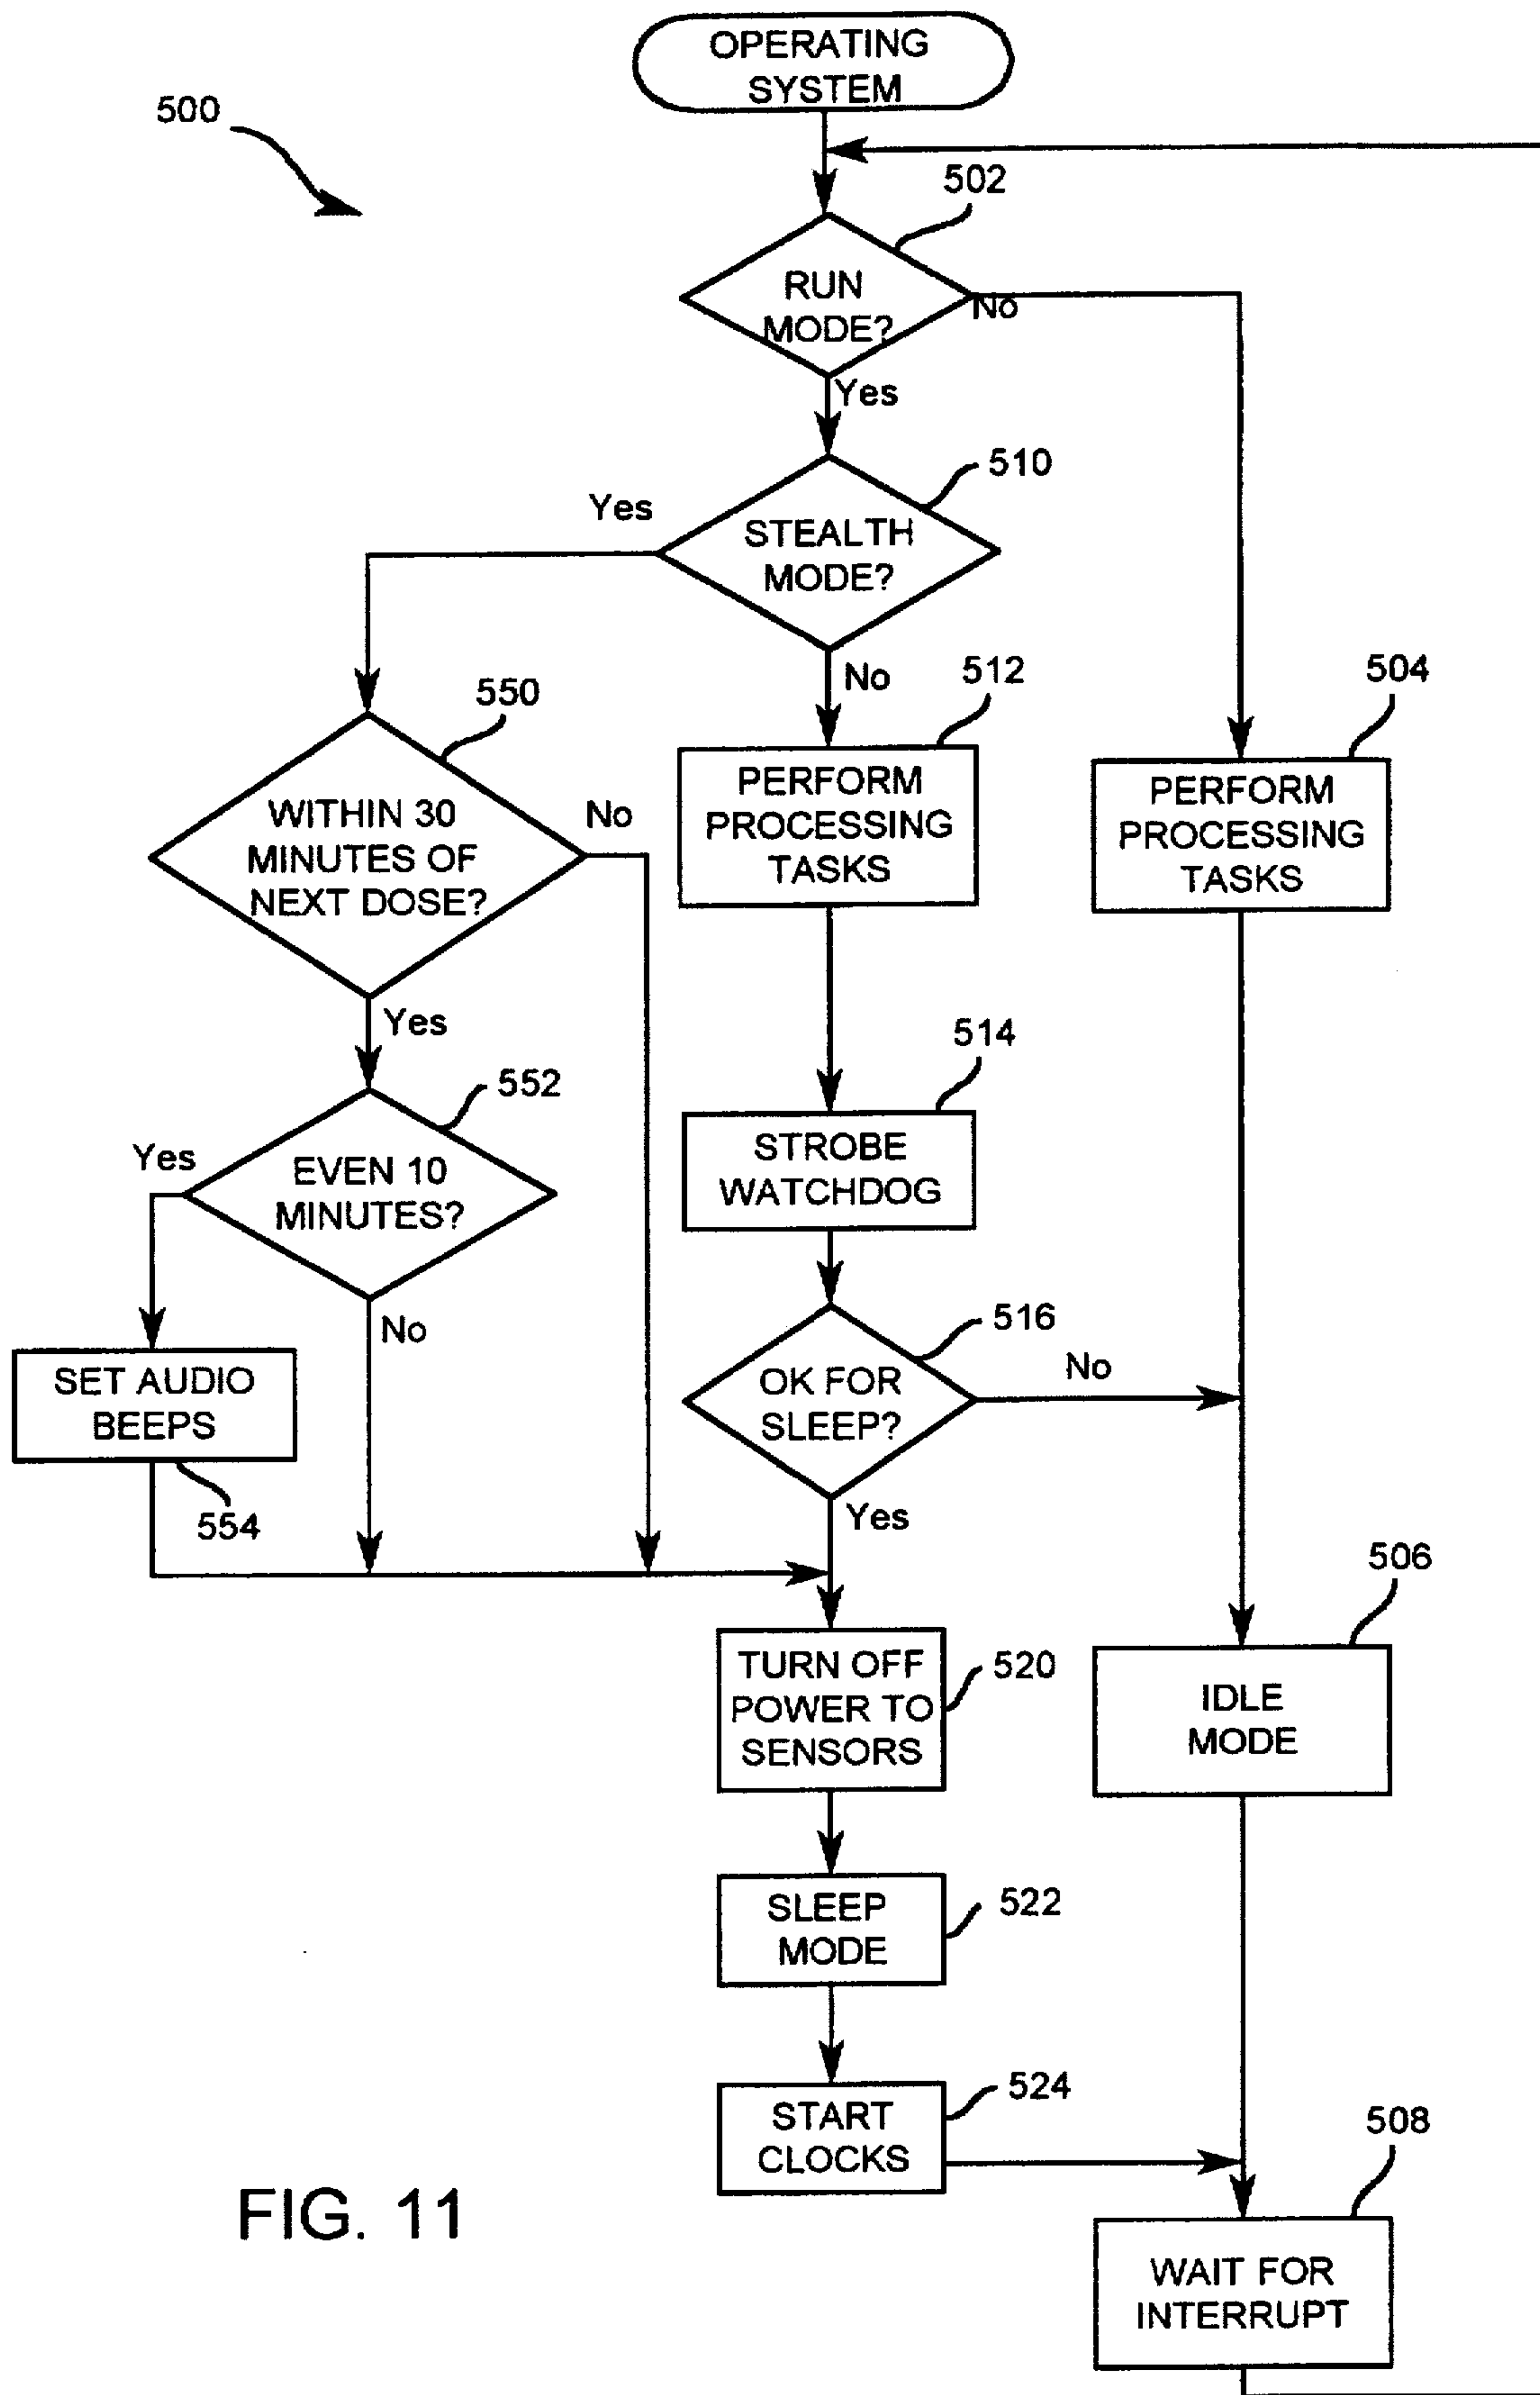 OPERATING
SYSTEM
500
502
RUN
MODE?
No
Yes
510
Yes
STEALTH
MODE?
No
512
504
550
PERFORM
PROCESSING
TASKS
PERFORM
PROCESSING
TASKS
WITHIN 30
MINUTES OF
NEXT DOSE?
No
Yes
514
552
Yes
EVEN 10
MINUTES?
STROBE
WATCHDOG
No
516
SET AUDIO
BEEPS
OK FOR
SLEEP?
No
554
Yes
506
TURN OFF
POWER TO
SENSORS
520
IDLE
MODE
SLEEP
MODE
522
START
CLOCKS
524
508
FIG. 11
WAIT FOR
INTERRUPT